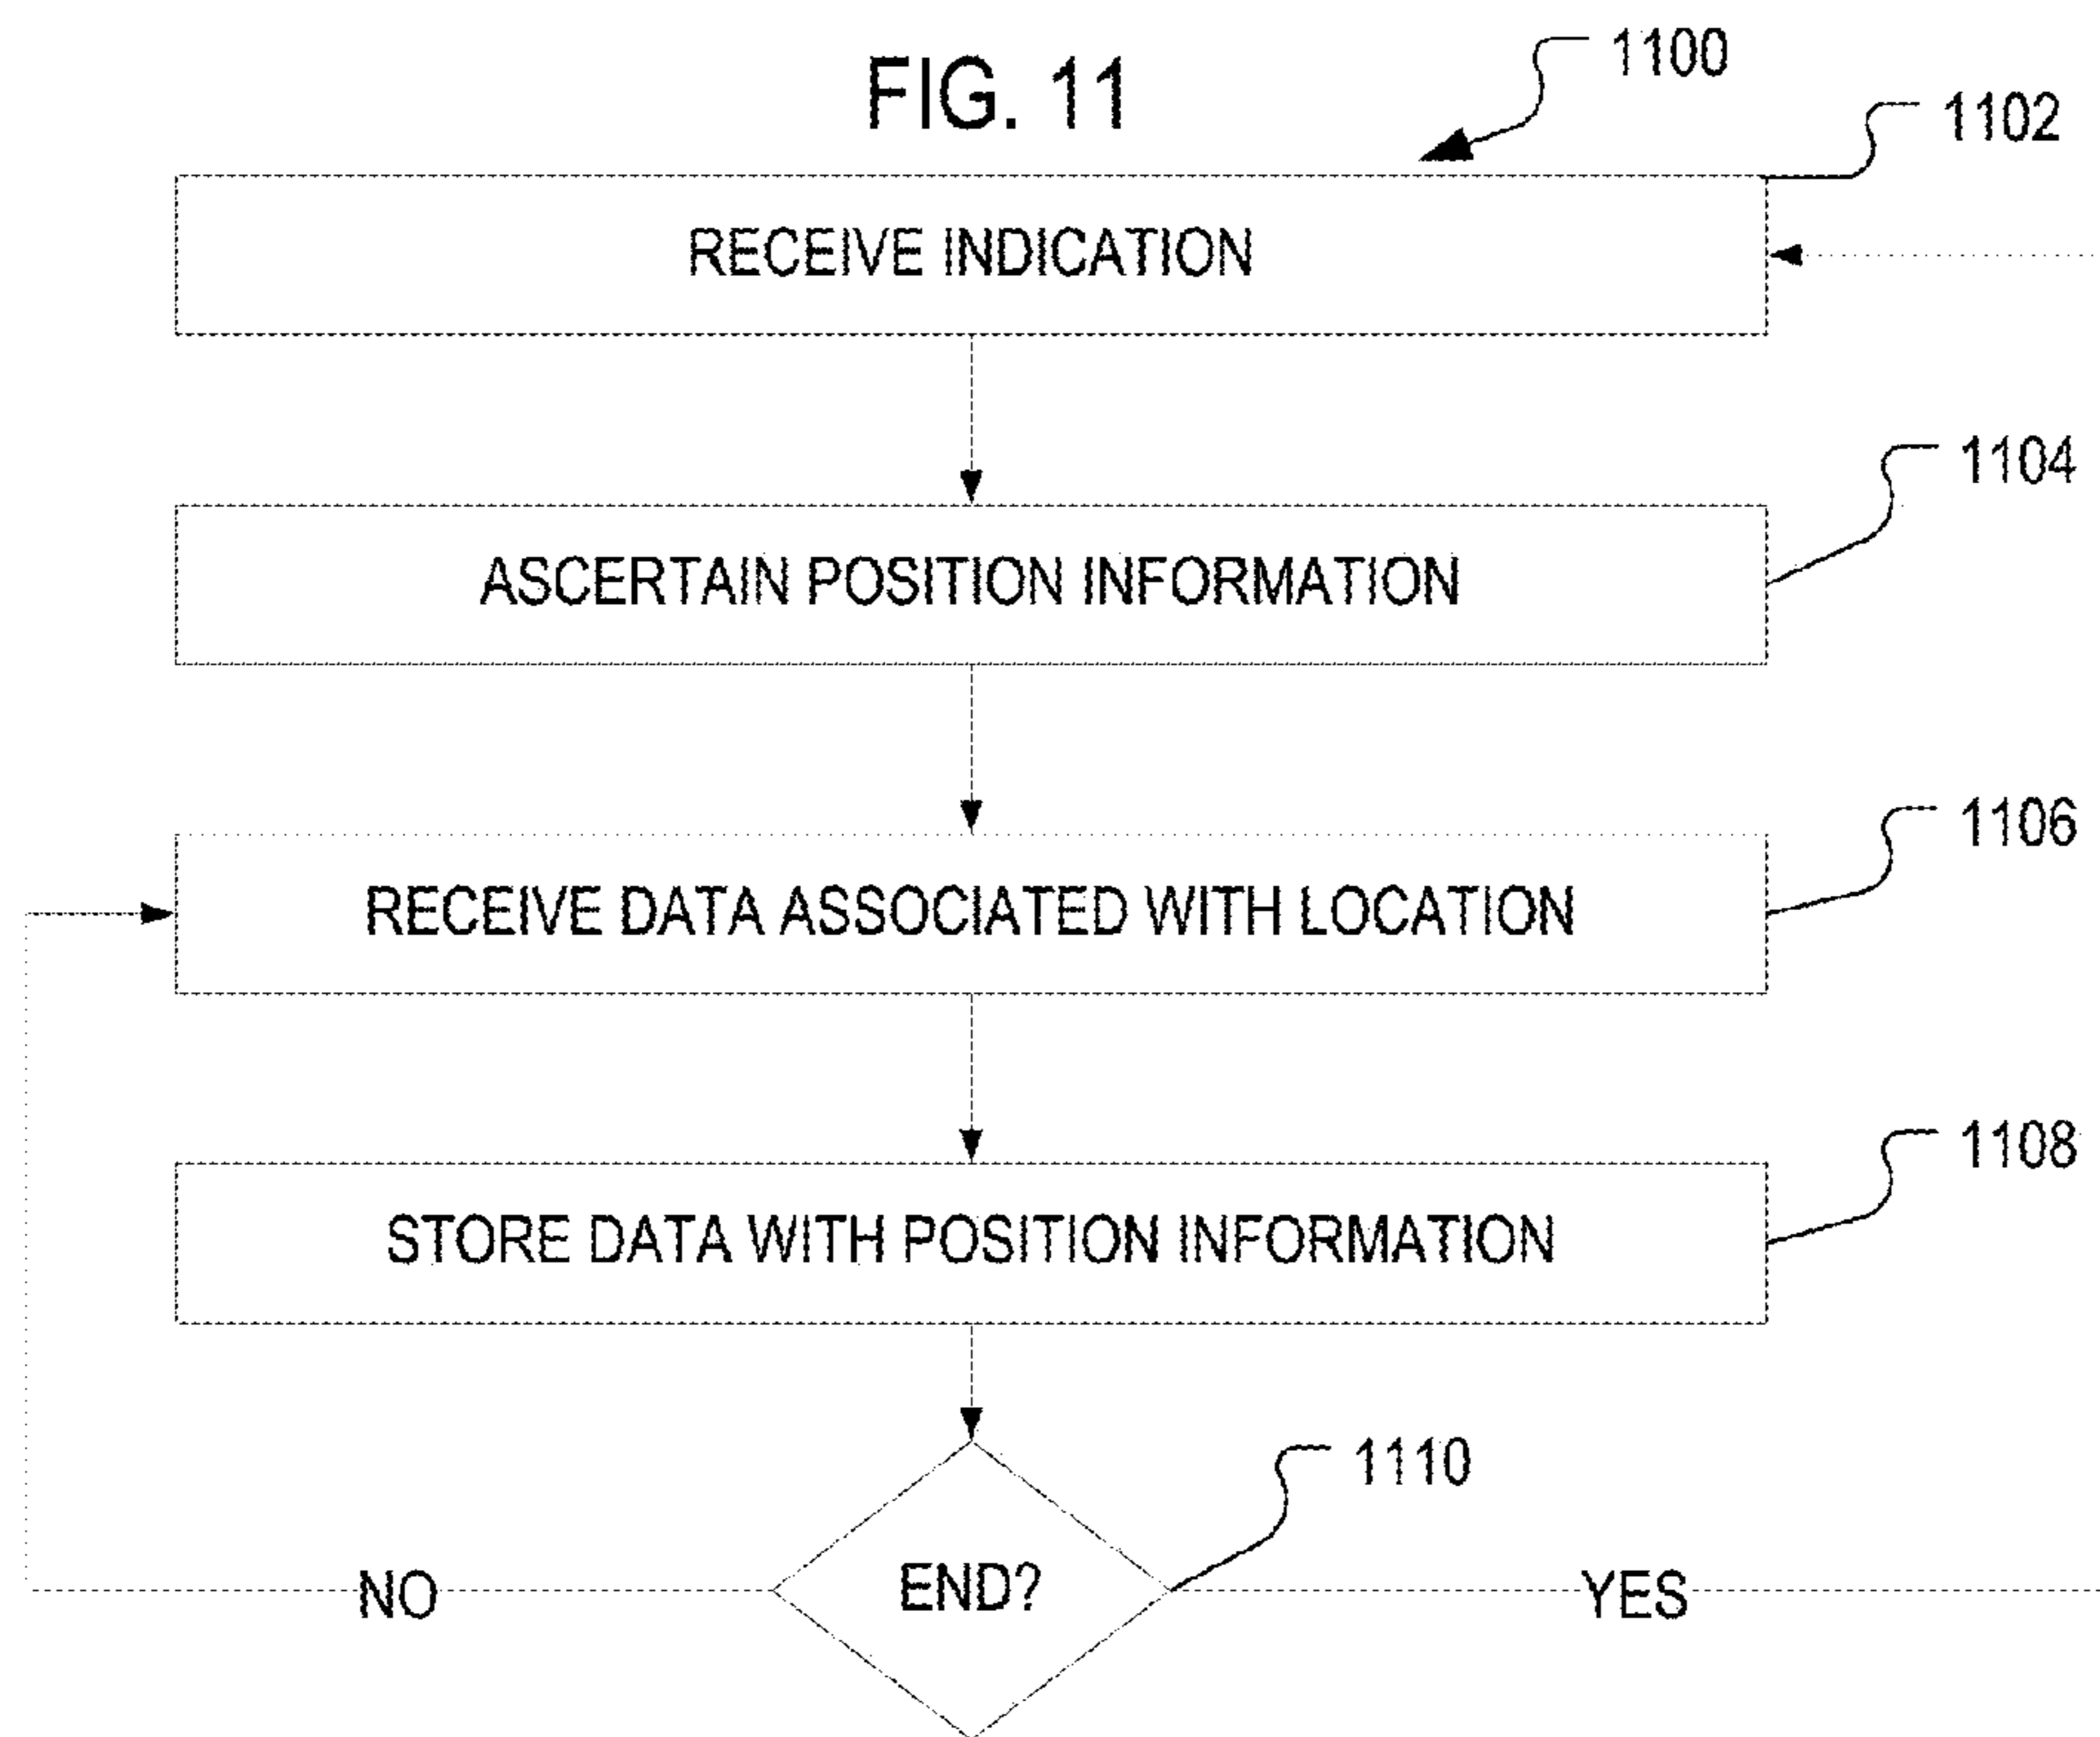 FIG. 11
1100
1102
RECEIVE INDICATION
1104
ASCERTAIN POSITION INFORMATION
1106
RECEIVE DATA ASSOCIATED WITH LOCATION
1108
STORE DATA WITH POSITION INFORMATION
1110
END?
NO
YES